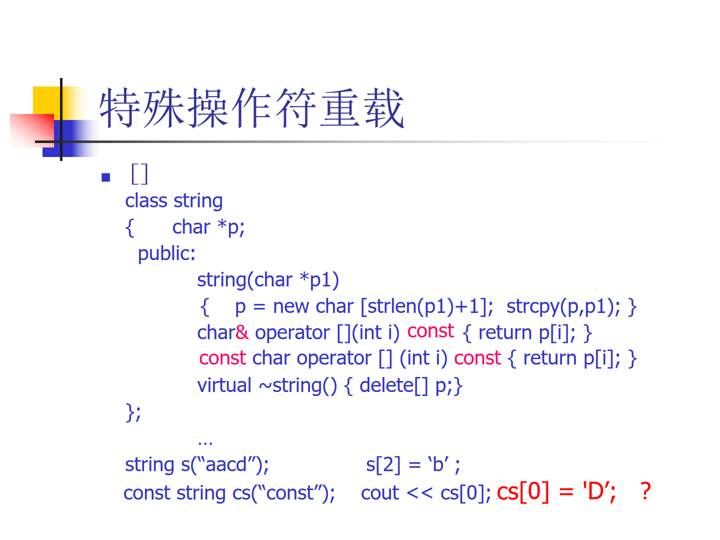 特殊操作符重载
[]
class string
{ char *p;
public:
string(char *p1)
{ p = new char [strlen(p1)+1]; strcpy(p,p1); }
char& operator [](int i) const { return p[i]; }
const char operator [] (int i) const { return p[i]; }
virtual ~string() { delete[] p;}
};
…
string s(“aacd”); s[2] = ‘b’ ;
const string cs(“const”); cout << cs[0]; cs[0] = 'D’; ?